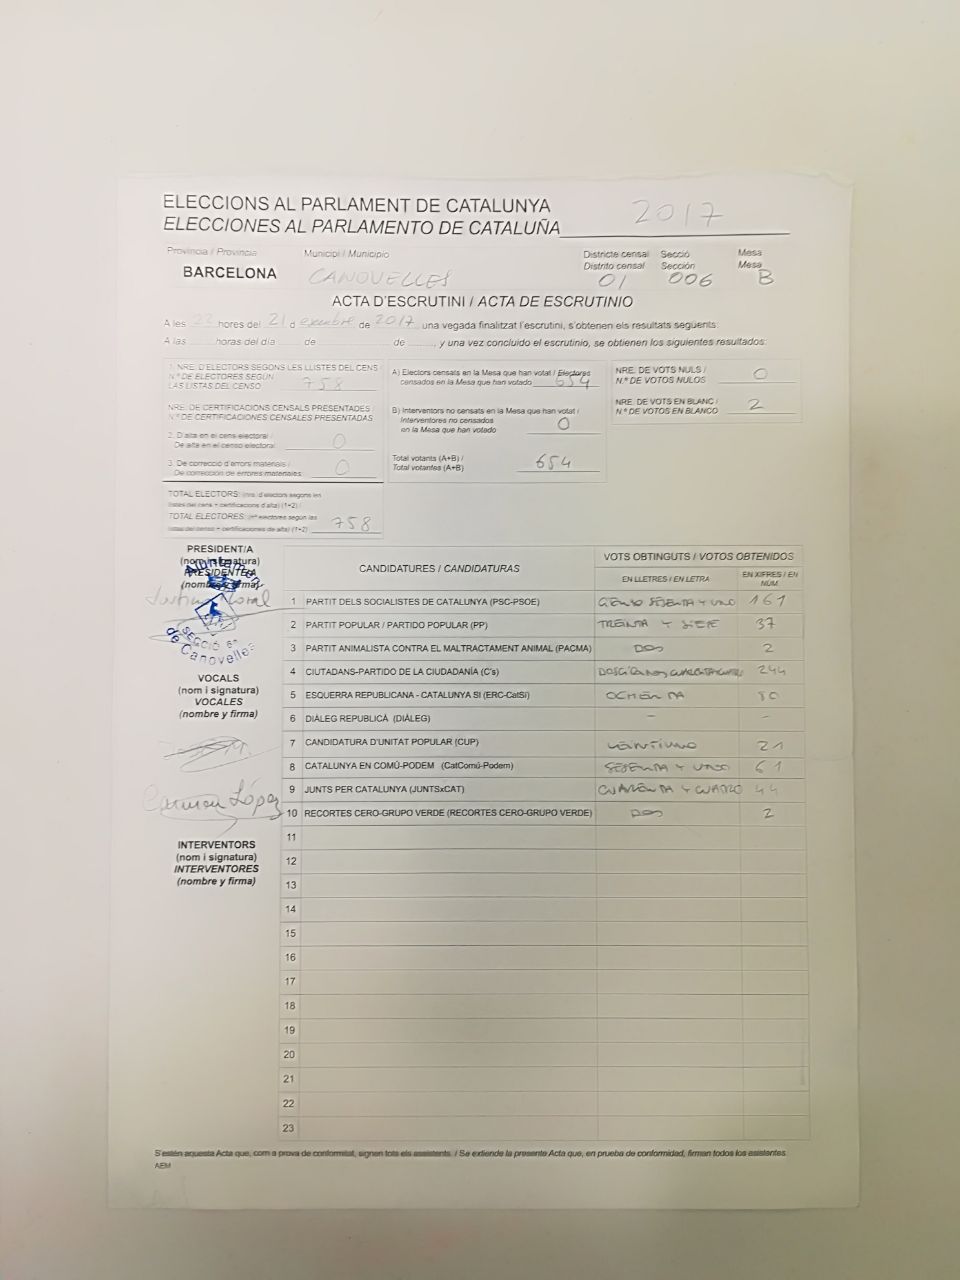 ELECCIONS AL PARLAMENT DE CATALUNYA
ELECCIONES AL PARLAMENTO DE CATALUÑA 2017
Provincia / Provincia
BARCELONA
Municipi / Municipio
CANOVELLES
Districte censal
Distrito censal
01
Secció
Sección
006
Mesa
Mesa
B
ACTA D'ESCRUTINI / ACTA DE ESCRUTINIO
A les 22 hores del 21 d de 2017 una vegada finalitzat l'escrutini, s'obtenen els resultats següents:
A las horas del día de de , y una vez concluido el escrutinio, se obtienen los siguientes resultados:
1. NRE. D'ELECTORS SEGONS LES LLISTES DEL CENS
N.º DE ELECTORES SEGÚN
LAS LISTAS DEL CENSO 758
NRE. DE CERTIFICACIONS CENSALS PRESENTADES /
N.º DE CERTIFICACIONES CENSALES PRESENTADAS
2. D'alta en el cens electoral /
De alta en el censo electoral: 0
3. De correcció d'errors materials /
De corrección de errores materiales: 0
TOTAL ELECTORS: (nre. d'electors segons les
llistes del cens + certificacions d'alta) (1+2) /
TOTAL ELECTORES: (nº electores según las
listas del censo + certificaciones de alta) (1+2) 758
A) Electors censats en la Mesa que han votat / Electores
censados en la Mesa que han votado 654
B) Interventors no censats en la Mesa que han votat /
Interventores no censados
en la Mesa que han votado 0
Total votants (A+B) /
Total votantes (A+B) 654
NRE. DE VOTS NULS /
N.º DE VOTOS NULOS 0
NRE. DE VOTS EN BLANC /
N.º DE VOTOS EN BLANCO 2
PRESIDENT/A
(nom i signatura)
PRESIDENTE/A
(nombre y firma)
Ajuntament
SECCIÓ 6ª
de Canovelles
VOCALS
(nom i signatura)
VOCALES
(nombre y firma)
Carmen López
INTERVENTORS
(nom i signatura)
INTERVENTORES
(nombre y firma)
CANDIDATURES / CANDIDATURAS
VOTS OBTINGUTS / VOTOS OBTENIDOS
EN LLETRES / EN LETRA
EN XIFRES / EN NUM
1 PARTIT DELS SOCIALISTES DE CATALUNYA (PSC-PSOE) CIENTO SESENTA Y UNO 161
2 PARTIT POPULAR / PARTIDO POPULAR (PP) TREINTA Y SIETE 37
3 PARTIT ANIMALISTA CONTRA EL MALTRACTAMENT ANIMAL (PACMA) DOS 2
4 CIUTADANS-PARTIDO DE LA CIUDADANÍA (C's) 244
5 ESQUERRA REPUBLICANA - CATALUNYA SI (ERC-CatSi) OCHENTA 80
6 DIÀLEG REPUBLICÀ (DIÀLEG) – –
7 CANDIDATURA D'UNITAT POPULAR (CUP) VEINTIUNO 21
8 CATALUNYA EN COMÚ-PODEM (CatComú-Podem) SESENTA Y UNO 61
9 JUNTS PER CATALUNYA (JUNTSxCAT) CUARENTA Y CUATRO 44
10 RECORTES CERO-GRUPO VERDE (RECORTES CERO-GRUPO VERDE) DOS 2
11
12
13
14
15
16
17
18
19
20
21
22
23
S'estén aquesta Acta que, com a prova de conformitat, signen tots els assistents. / Se extiende la presente Acta que, en prueba de conformidad, firman todos los asistentes.
AEM